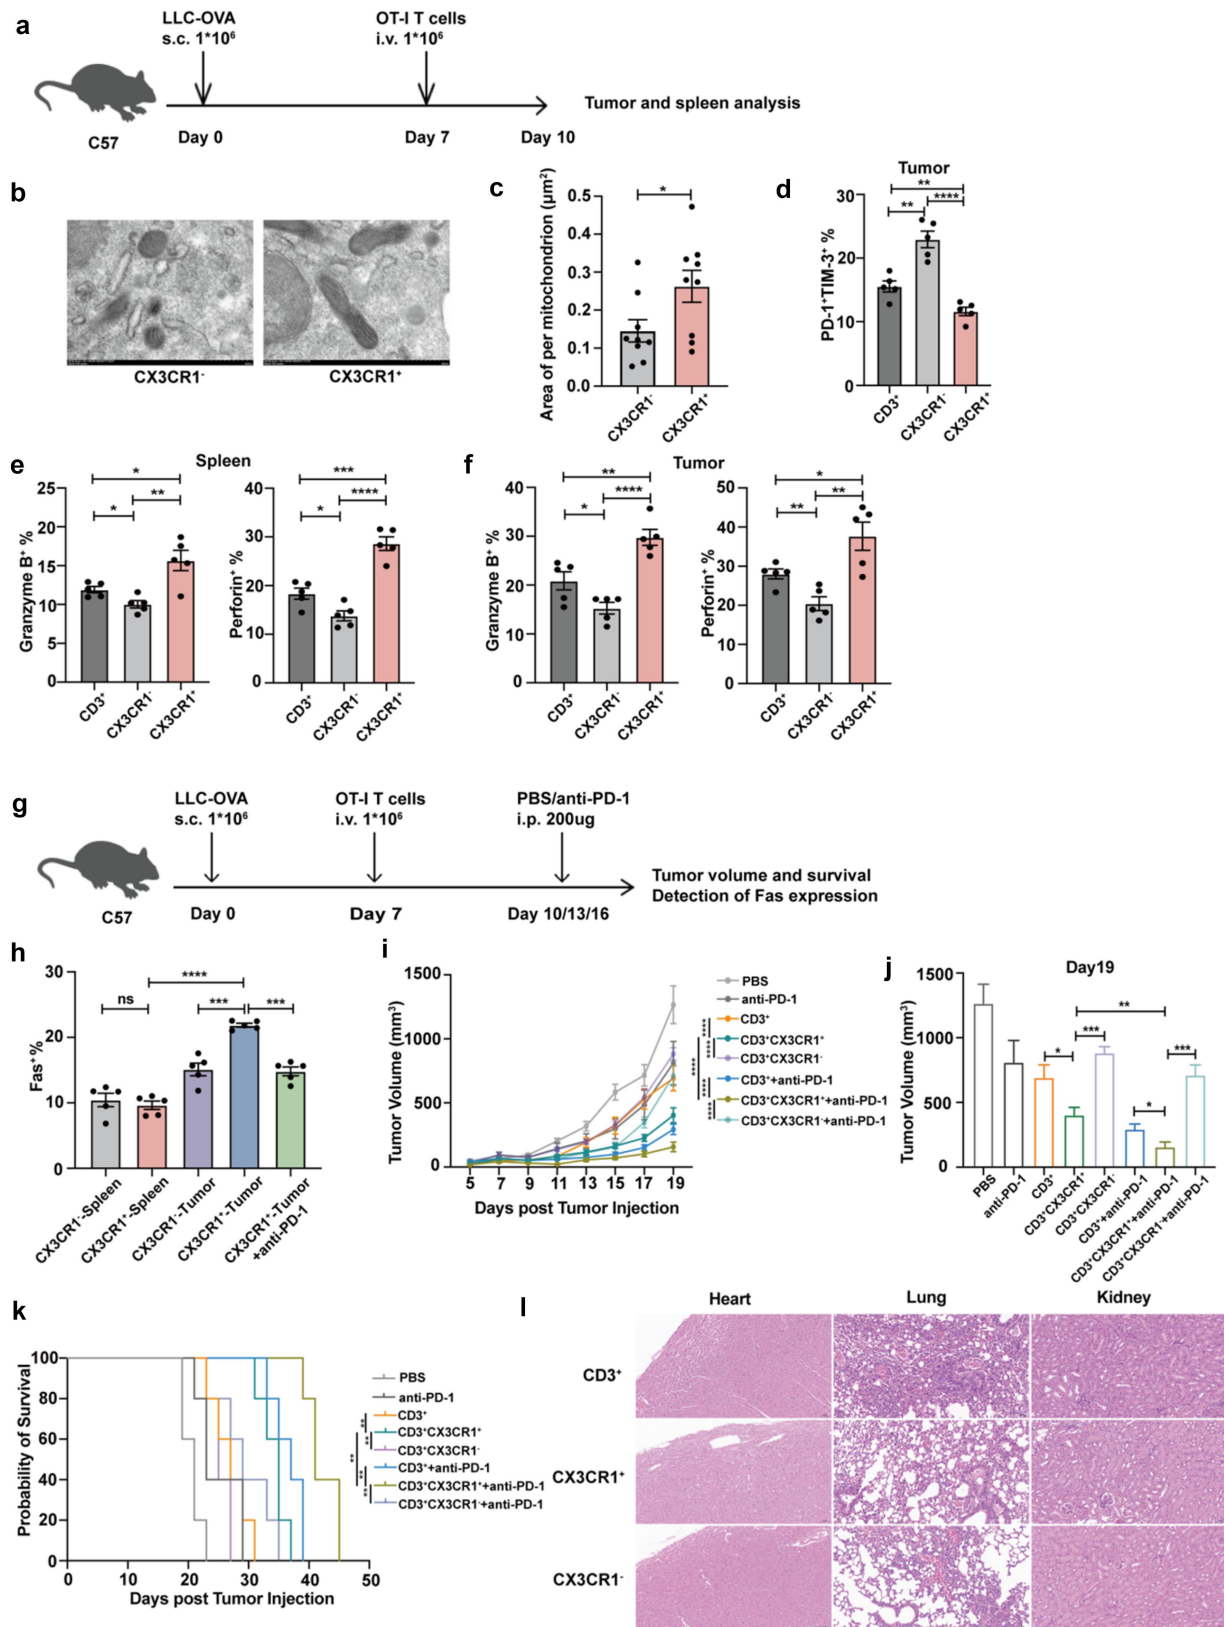 a
LLC-OVA
s.c. 1*10⁶
OT-I T cells
i.v. 1*10⁶
C57
Day 0
Day 7
Day 10
Tumor and spleen analysis
b
CX3CR1⁻
CX3CR1⁺
c
Area of per mitochondrion (μm²)
0.5
0.4
0.3
0.2
0.1
0.0
*
CX3CR1⁻
CX3CR1⁺
d
Tumor
PD-1⁺TIM-3⁺ %
30
20
10
0
**
**
****
CD3⁺
CX3CR1⁻
CX3CR1⁺
e
Spleen
Granzyme B⁺ %
25
20
15
10
5
0
*
*
**
CD3⁺
CX3CR1⁻
CX3CR1⁺
Perforin⁺ %
40
30
20
10
0
***
*
****
CD3⁺
CX3CR1⁻
CX3CR1⁺
f
Tumor
Granzyme B⁺ %
40
30
20
10
0
**
*
****
CD3⁺
CX3CR1⁻
CX3CR1⁺
Perforin⁺ %
50
40
30
20
10
0
*
**
**
CD3⁺
CX3CR1⁻
CX3CR1⁺
g
LLC-OVA
s.c. 1*10⁶
OT-I T cells
i.v. 1*10⁶
PBS/anti-PD-1
i.p. 200ug
C57
Day 0
Day 7
Day 10/13/16
Tumor volume and survival
Detection of Fas expression
h
Fas⁺%
30
20
10
0
ns
****
***
***
CX3CR1⁻-Spleen
CX3CR1⁺-Spleen
CX3CR1⁻-Tumor
CX3CR1⁺-Tumor
CX3CR1⁺-Tumor
+anti-PD-1
i
Tumor Volume (mm³)
1500
1000
500
0
5 7 9 11 13 15 17 19
Days post Tumor Injection
PBS
anti-PD-1
CD3⁺
CD3⁺CX3CR1⁺
CD3⁺CX3CR1⁻
CD3⁺+anti-PD-1
CD3⁺CX3CR1⁺+anti-PD-1
CD3⁺CX3CR1⁻+anti-PD-1
****
****
****
****
****
j
Day19
Tumor Volume (mm³)
1500
1000
500
0
*
***
**
*
***
PBS
anti-PD-1
CD3⁺
CD3⁺CX3CR1⁺
CD3⁺CX3CR1⁻
CD3⁺+anti-PD-1
CD3⁺CX3CR1⁺+anti-PD-1
CD3⁺CX3CR1⁻+anti-PD-1
k
Probability of Survival
100
80
60
40
20
0
0 10 20 30 40 50
Days post Tumor Injection
PBS
anti-PD-1
CD3⁺
CD3⁺CX3CR1⁺
CD3⁺CX3CR1⁻
CD3⁺+anti-PD-1
CD3⁺CX3CR1⁺+anti-PD-1
CD3⁺CX3CR1⁻+anti-PD-1
**
**
**
**
**
l
Heart
Lung
Kidney
CD3⁺
CX3CR1⁺
CX3CR1⁻